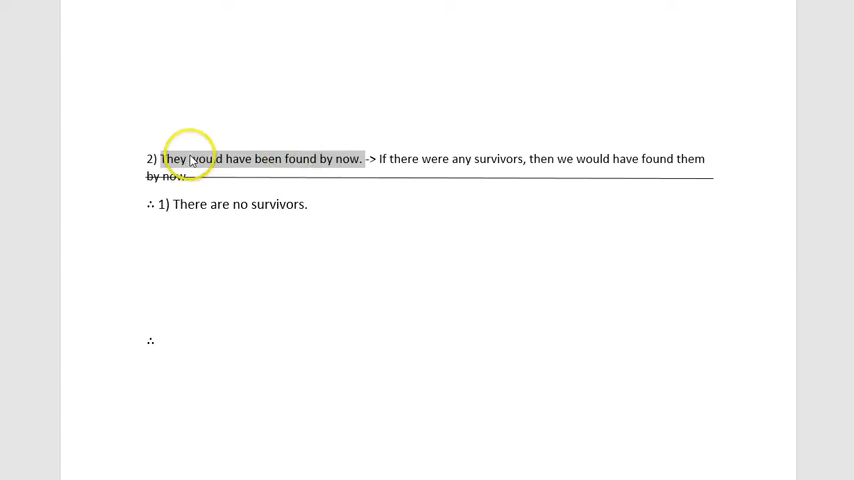 2) They would have been found by now. -> If there were any survivors, then we would have found them
by now
∴ 1) There are no survivors.
∴